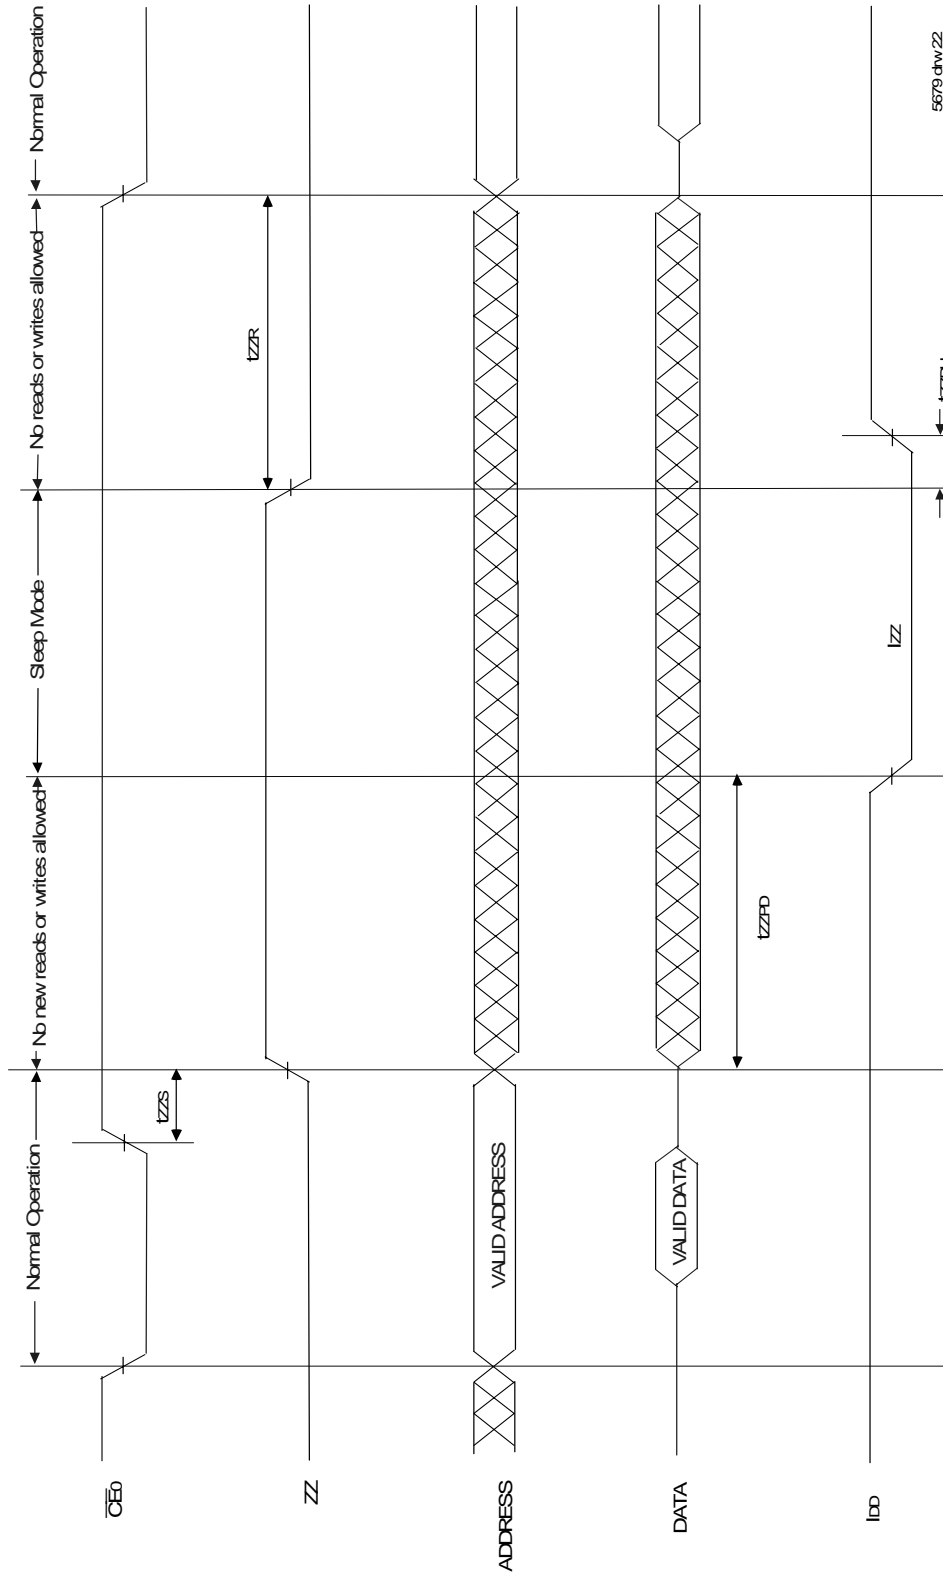 Normal Operation
No new reads or writes allowed
Sleep Mode
No reads or writes allowed
Normal Operation
CE0
tZZS
ZZ
tZZR
ADDRESS
VALID ADDRESS
DATA
VALID DATA
tZZPD
IDD
IZZ
5679 drw 22